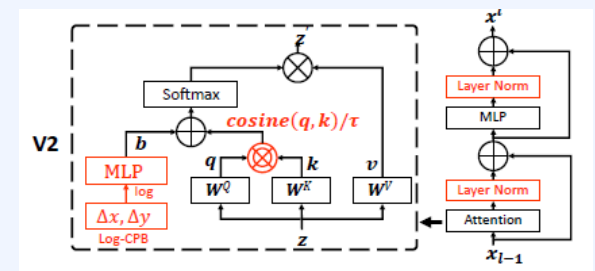 z'
x^l
Softmax
Layer Norm
cosine(q, k)/τ
MLP
V2
b
q
k
v
MLP
log
W^Q
W^K
W^V
Layer Norm
Δx, Δy
Log-CPB
z
Attention
x_{l-1}